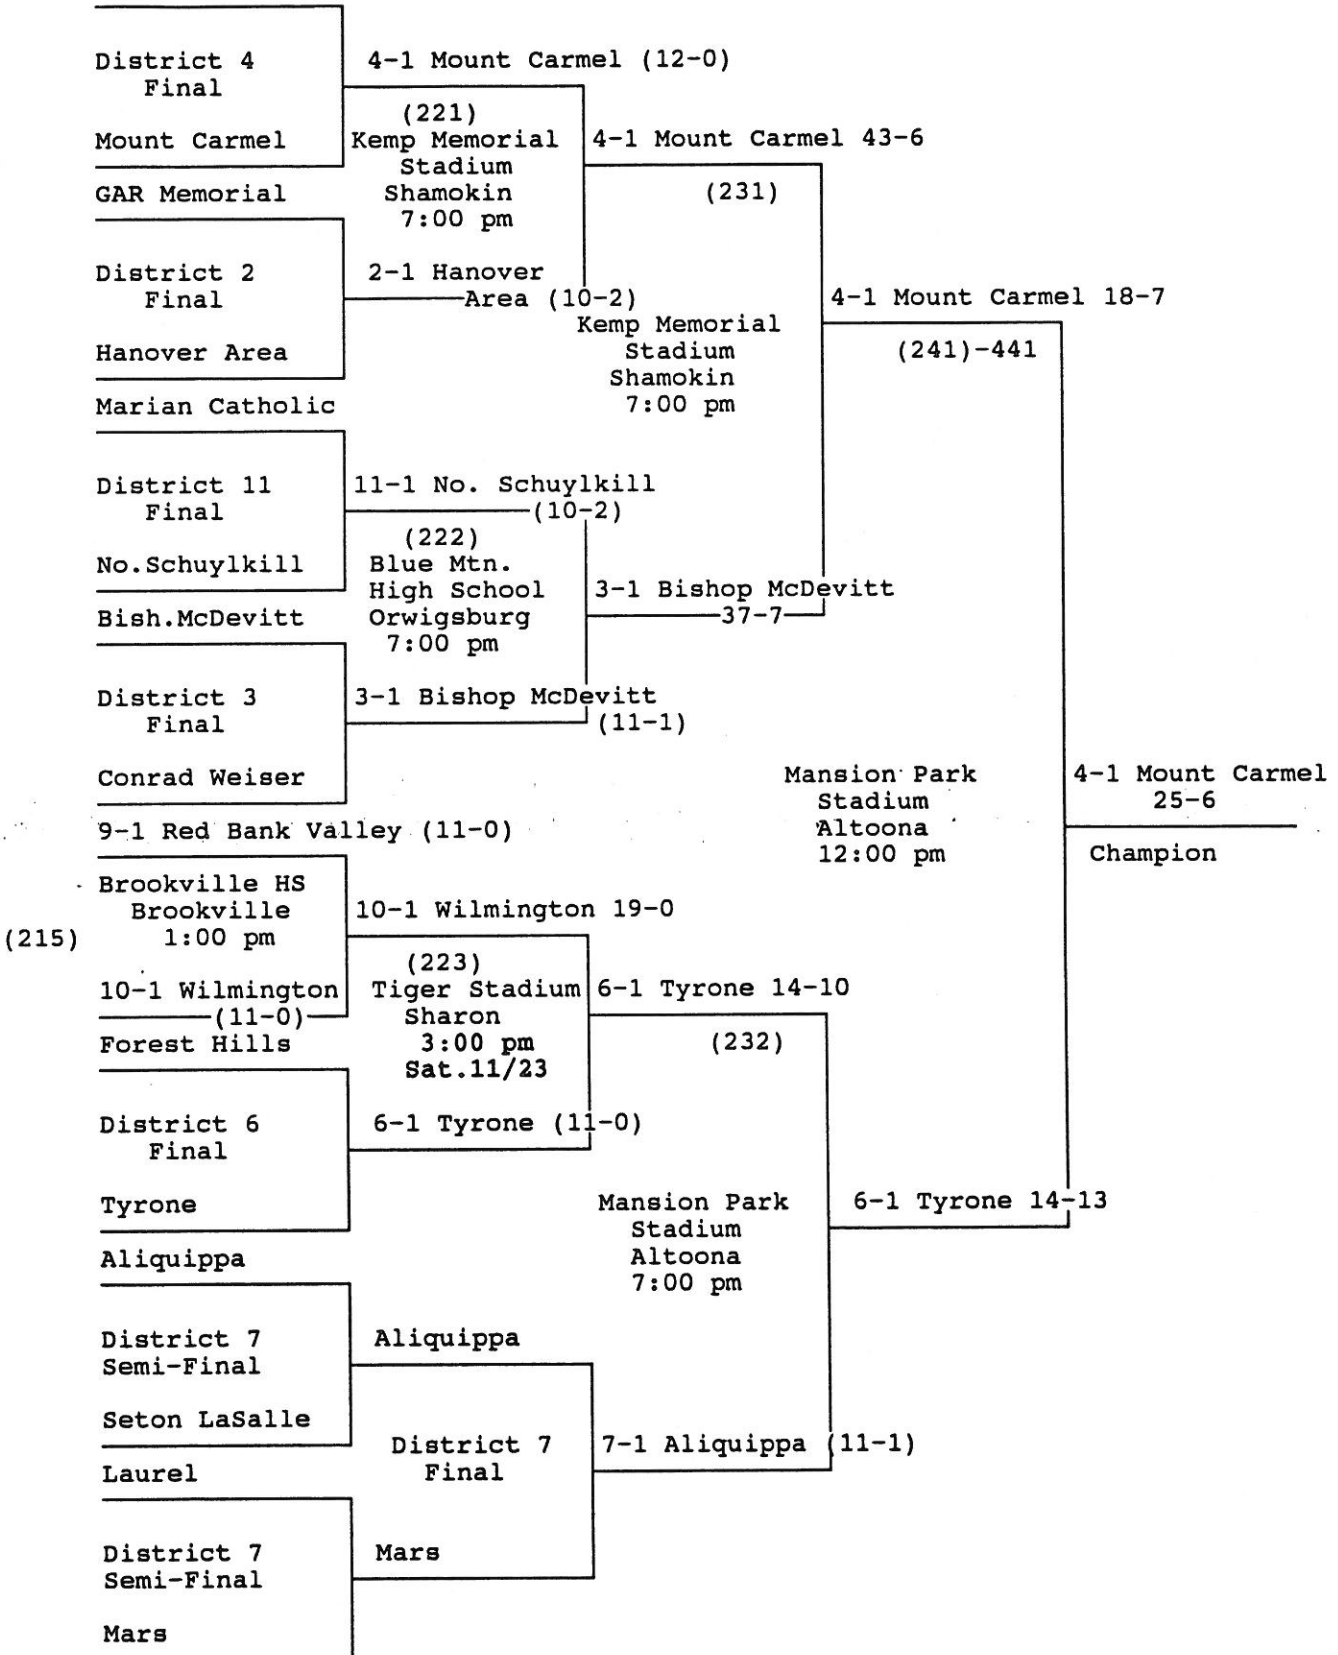 District 4
Final
Mount Carmel
GAR Memorial
District 2
Final
Hanover Area
Marian Catholic
District 11
Final
No.Schuylkill
Bish.McDevitt
District 3
Final
Conrad Weiser
9-1 Red Bank Valley (11-0)
Brookville HS
Brookville
1:00 pm
(215)
10-1 Wilmington
(11-0)
Forest Hills
District 6
Final
Tyrone
Aliquippa
District 7
Semi-Final
Seton LaSalle
Laurel
District 7
Semi-Final
Mars
4-1 Mount Carmel (12-0)
(221)
Kemp Memorial
Stadium
Shamokin
7:00 pm
2-1 Hanover
Area (10-2)
11-1 No. Schuylkill
(10-2)
(222)
Blue Mtn.
High School
Orwigsburg
7:00 pm
3-1 Bishop McDevitt
(11-1)
10-1 Wilmington 19-0
(223)
Tiger Stadium
Sharon
3:00 pm
Sat.11/23
6-1 Tyrone (11-0)
Aliquippa
District 7
Final
Mars
4-1 Mount Carmel 43-6
(231)
Kemp Memorial
Stadium
Shamokin
7:00 pm
3-1 Bishop McDevitt
37-7
6-1 Tyrone 14-10
(232)
Mansion Park
Stadium
Altoona
7:00 pm
7-1 Aliquippa (11-1)
4-1 Mount Carmel 18-7
(241)-441
Mansion Park
Stadium
Altoona
12:00 pm
6-1 Tyrone 14-13
4-1 Mount Carmel
25-6
Champion